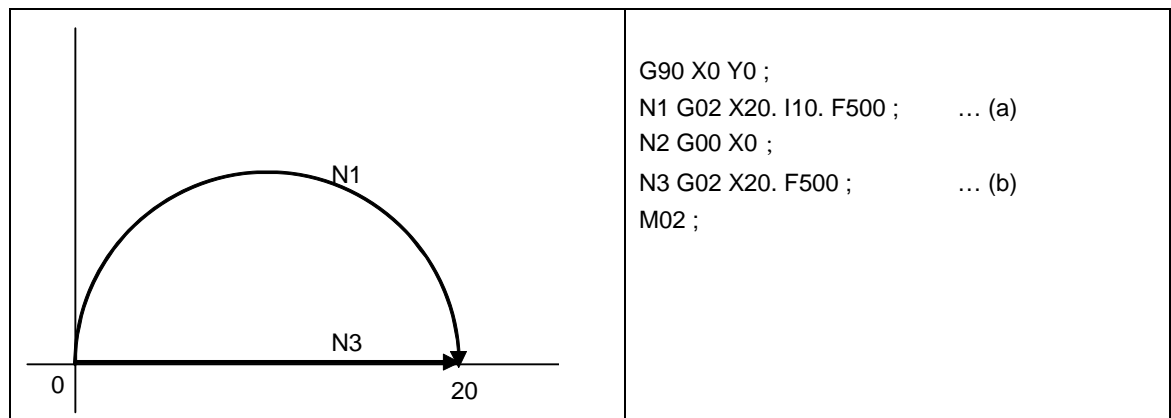 N1
N3
0
20
G90 X0 Y0 ;
N1 G02 X20. I10. F500 ; … (a)
N2 G00 X0 ;
N3 G02 X20. F500 ; … (b)
M02 ;